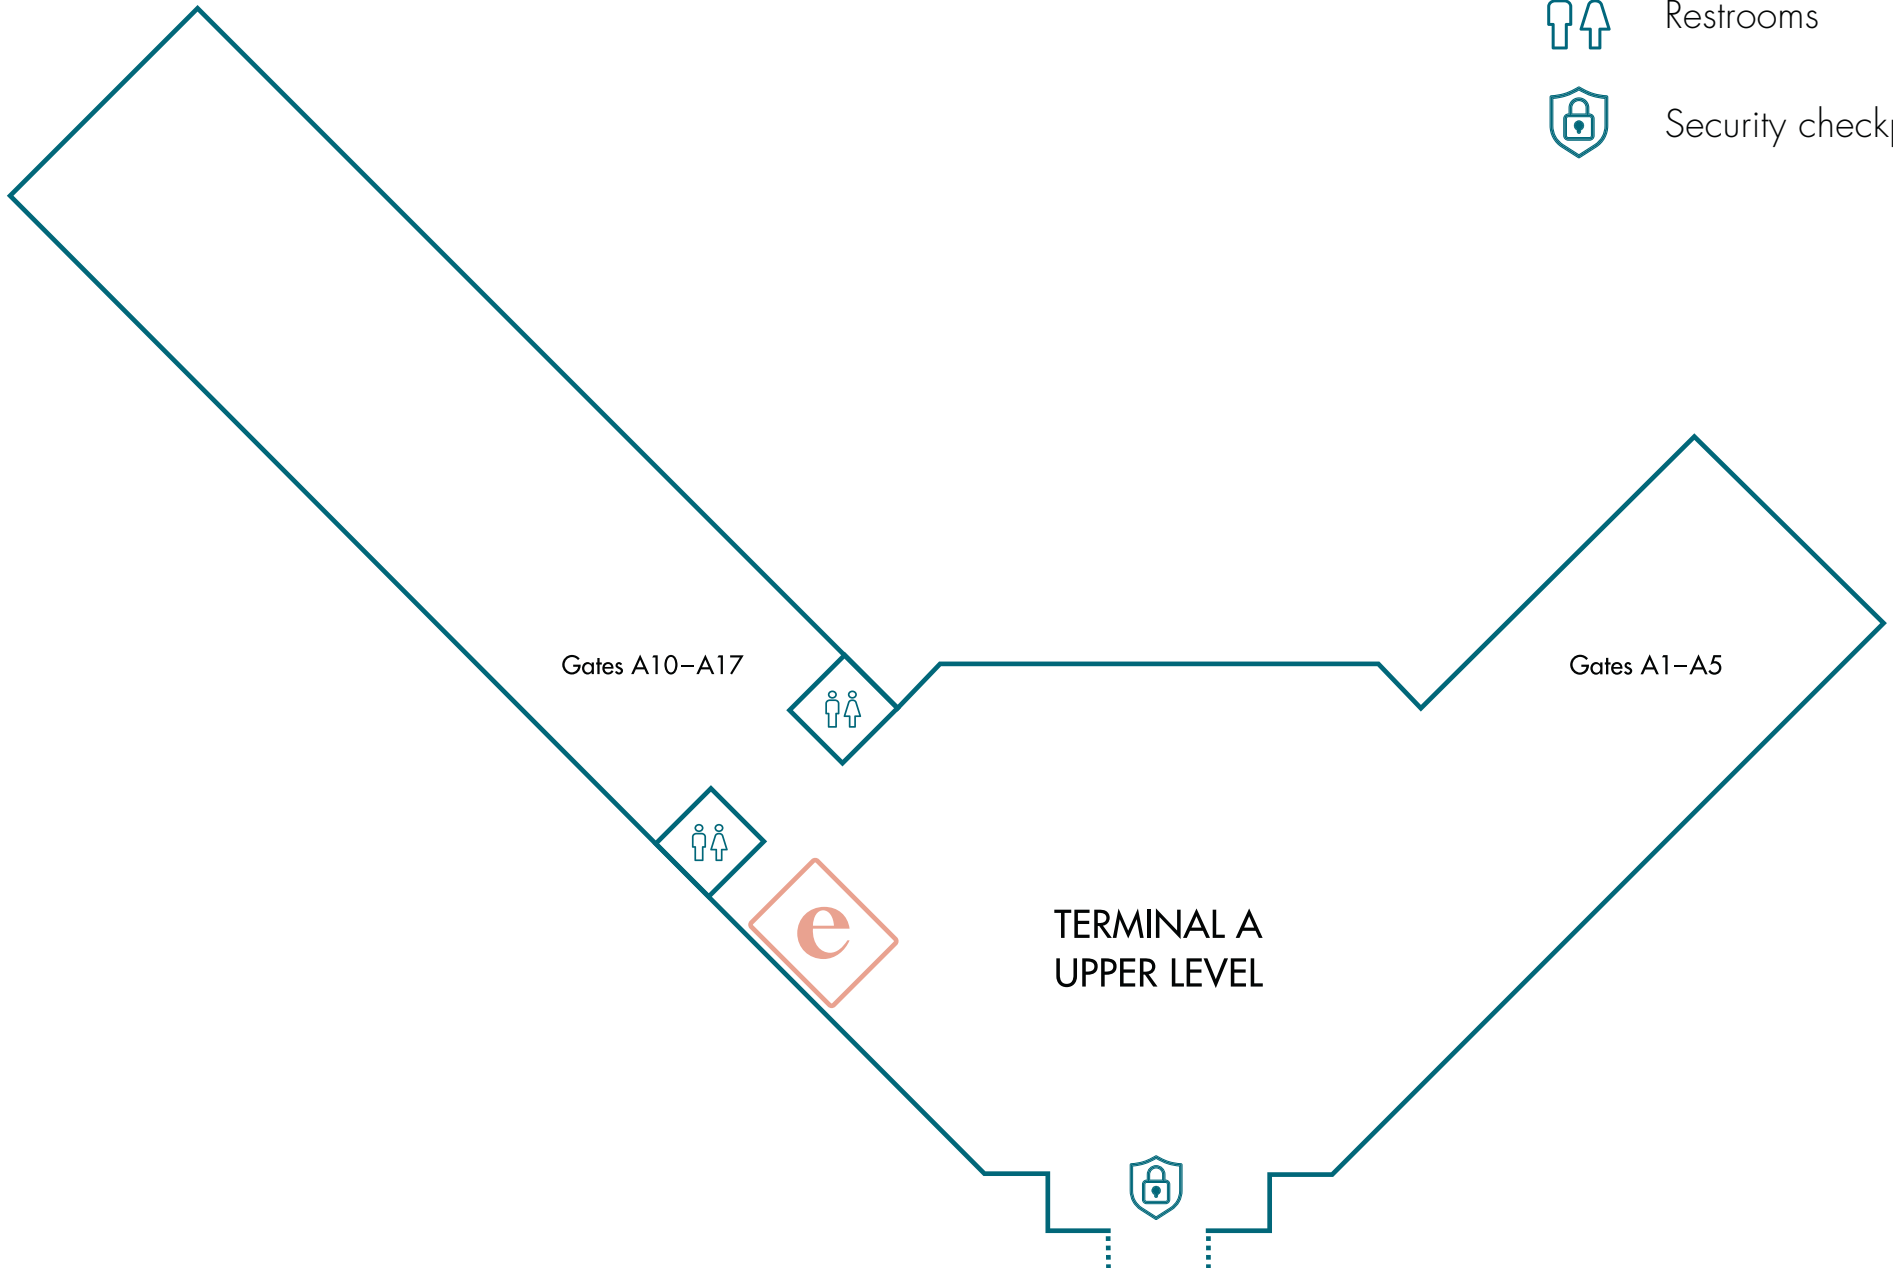 Restrooms
Security check
Gates A10–A17
Gates A1–A5
e
TERMINAL A
UPPER LEVEL